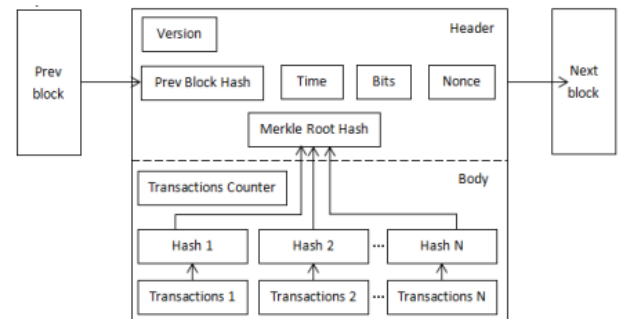 Version
Header
Prev
block
Prev Block Hash
Time
Bits
Nonce
Next
block
Merkle Root Hash
Transactions Counter
Body
Hash 1
Hash 2
...
Hash N
Transactions 1
Transactions 2
...
Transactions N